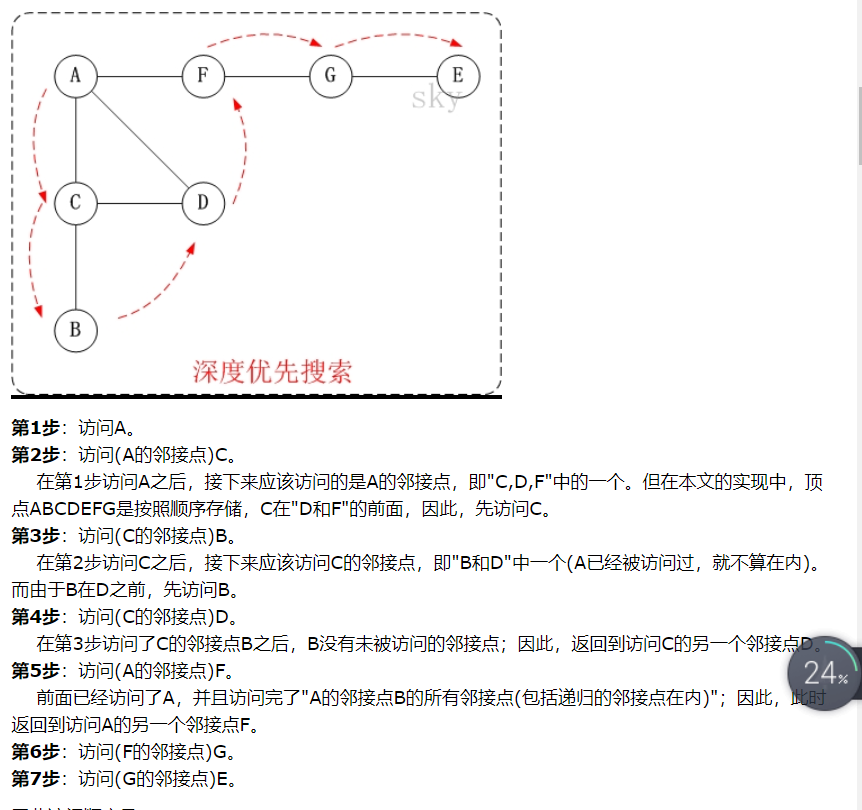 A F G E
sky
C D
B
深度优先搜索
第1步：访问A。
第2步：访问(A的邻接点)C。
在第1步访问A之后，接下来应该访问的是A的邻接点，即"C,D,F"中的一个。但在本文的实现中，顶
点ABCDEFG是按照顺序存储，C在"D和F"的前面，因此，先访问C。
第3步：访问(C的邻接点)B。
在第2步访问C之后，接下来应该访问C的邻接点，即"B和D"中一个(A已经被访问过，就不算在内)。
而由于B在D之前，先访问B。
第4步：访问(C的邻接点)D。
在第3步访问了C的邻接点B之后，B没有未被访问的邻接点；因此，返回到访问C的另一个邻接点D。
第5步：访问(A的邻接点)F。
前面已经访问了A，并且访问完了"A的邻接点B的所有邻接点(包括递归的邻接点在内)"；因此，此时
返回到访问A的另一个邻接点F。
第6步：访问(F的邻接点)G。
第7步：访问(G的邻接点)E。
24%